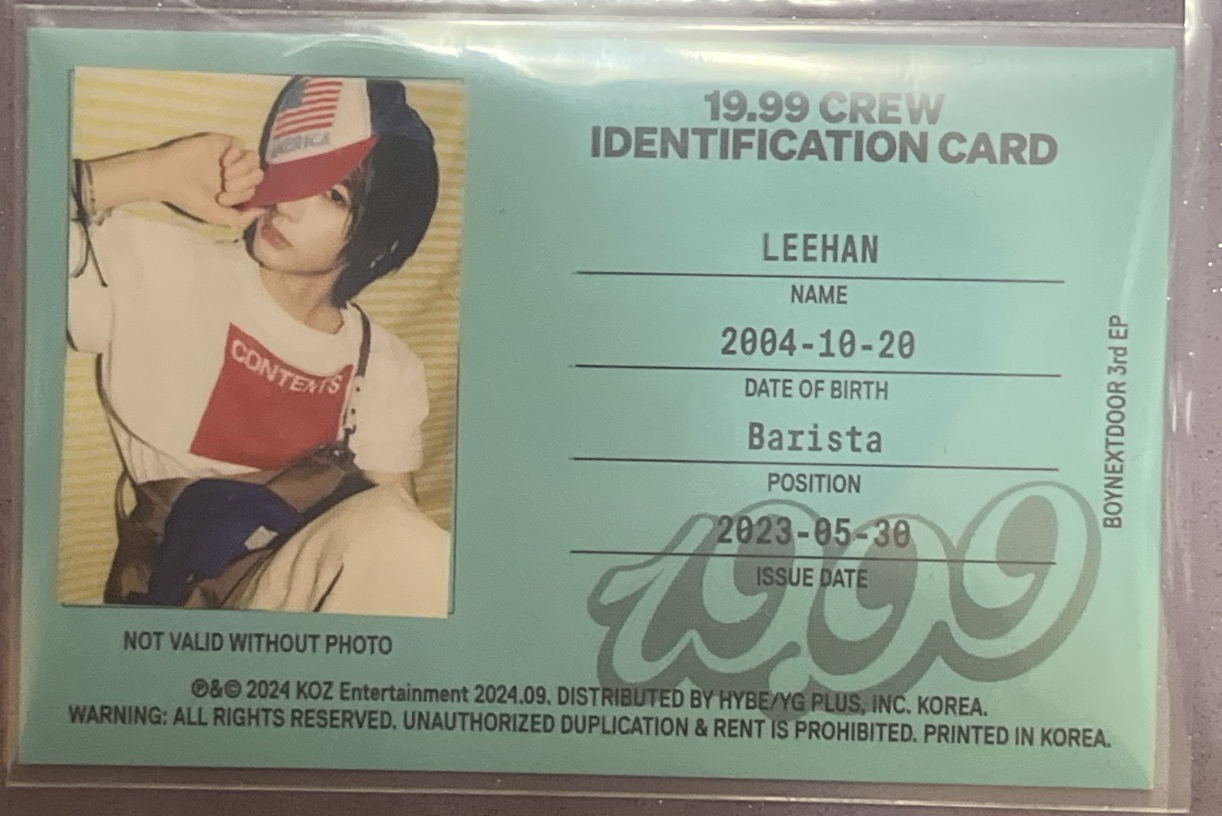 19.99 CREW
IDENTIFICATION CARD
AMERICA
CONTENTS
LEEHAN
NAME
2004-10-20
DATE OF BIRTH
Barista
POSITION
2023-05-30
ISSUE DATE
19.99
BOYNEXTDOOR 3rd EP
NOT VALID WITHOUT PHOTO
℗&© 2024 KOZ Entertainment 2024.09. DISTRIBUTED BY HYBE/YG PLUS, INC. KOREA.
WARNING: ALL RIGHTS RESERVED. UNAUTHORIZED DUPLICATION & RENT IS PROHIBITED. PRINTED IN KOREA.